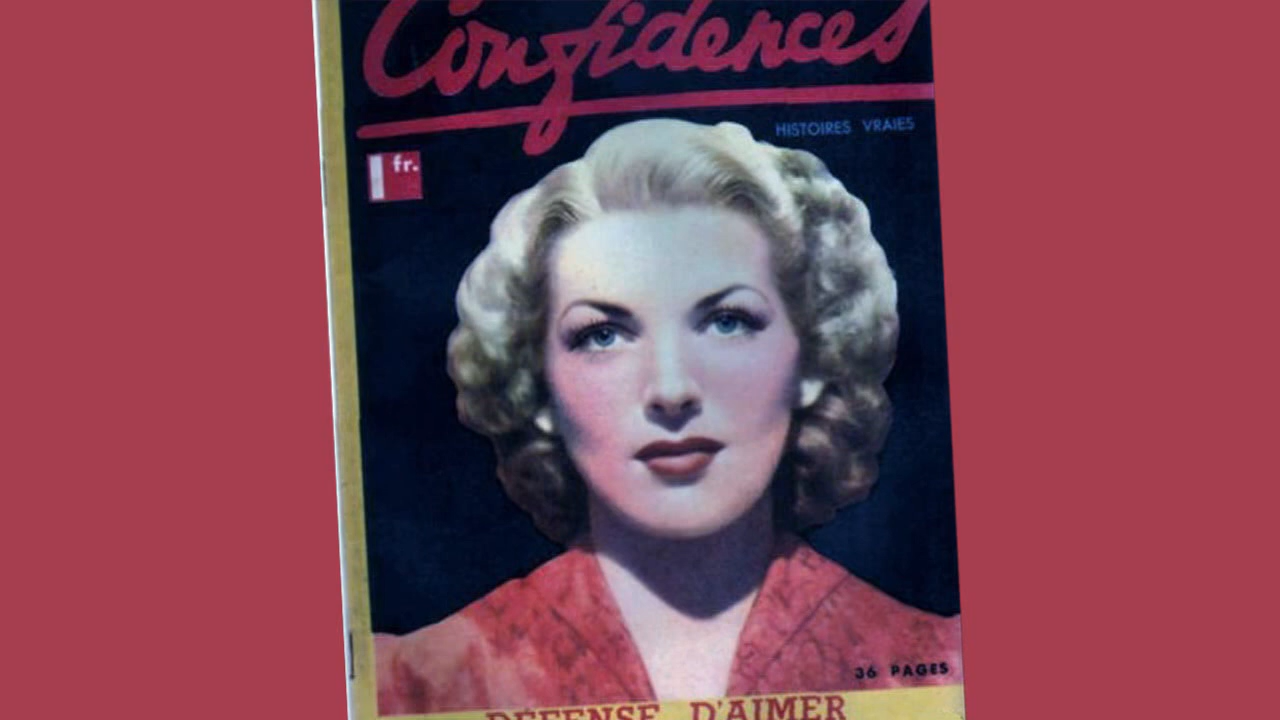 Confidences
HISTOIRES VRAIES
1 fr.
36 PAGES
DÉFENSE D'AIMER